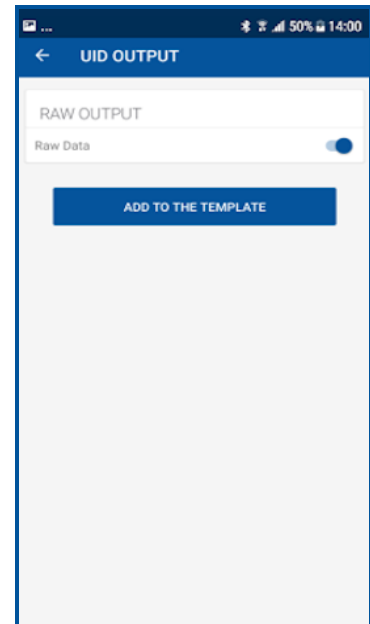 ... 50% 14:00
UID OUTPUT
RAW OUTPUT
Raw Data
ADD TO THE TEMPLATE